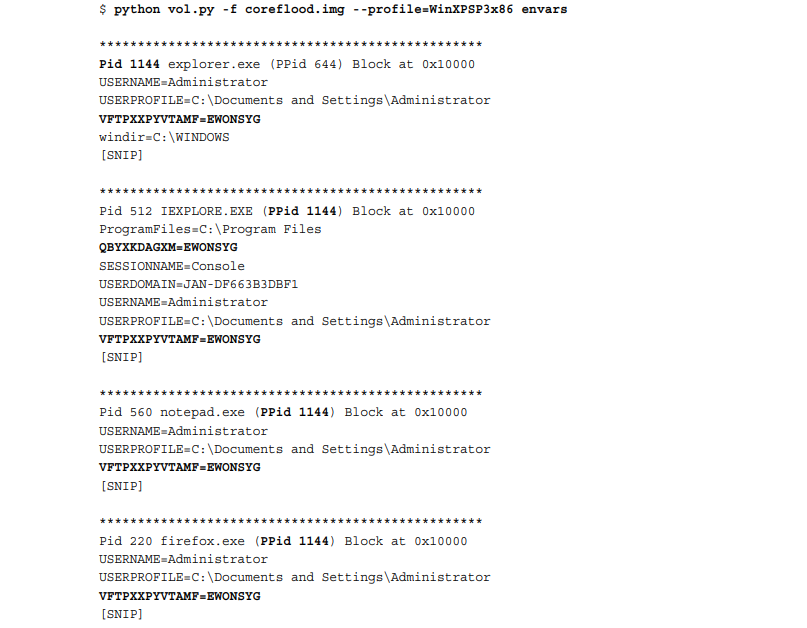 $ python vol.py -f coreflood.img --profile=WinXPSP3x86 envars
**************************************************
Pid 1144 explorer.exe (PPid 644) Block at 0x10000
USERNAME=Administrator
USERPROFILE=C:\Documents and Settings\Administrator
VFTPXXPYVTAMF=EWONSYG
windir=C:\WINDOWS
[SNIP]
**************************************************
Pid 512 IEXPLORE.EXE (PPid 1144) Block at 0x10000
ProgramFiles=C:\Program Files
QBYXKDAGXM=EWONSYG
SESSIONNAME=Console
USERDOMAIN=JAN-DF663B3DBF1
USERNAME=Administrator
USERPROFILE=C:\Documents and Settings\Administrator
VFTPXXPYVTAMF=EWONSYG
[SNIP]
**************************************************
Pid 560 notepad.exe (PPid 1144) Block at 0x10000
USERNAME=Administrator
USERPROFILE=C:\Documents and Settings\Administrator
VFTPXXPYVTAMF=EWONSYG
[SNIP]
**************************************************
Pid 220 firefox.exe (PPid 1144) Block at 0x10000
USERNAME=Administrator
USERPROFILE=C:\Documents and Settings\Administrator
VFTPXXPYVTAMF=EWONSYG
[SNIP]